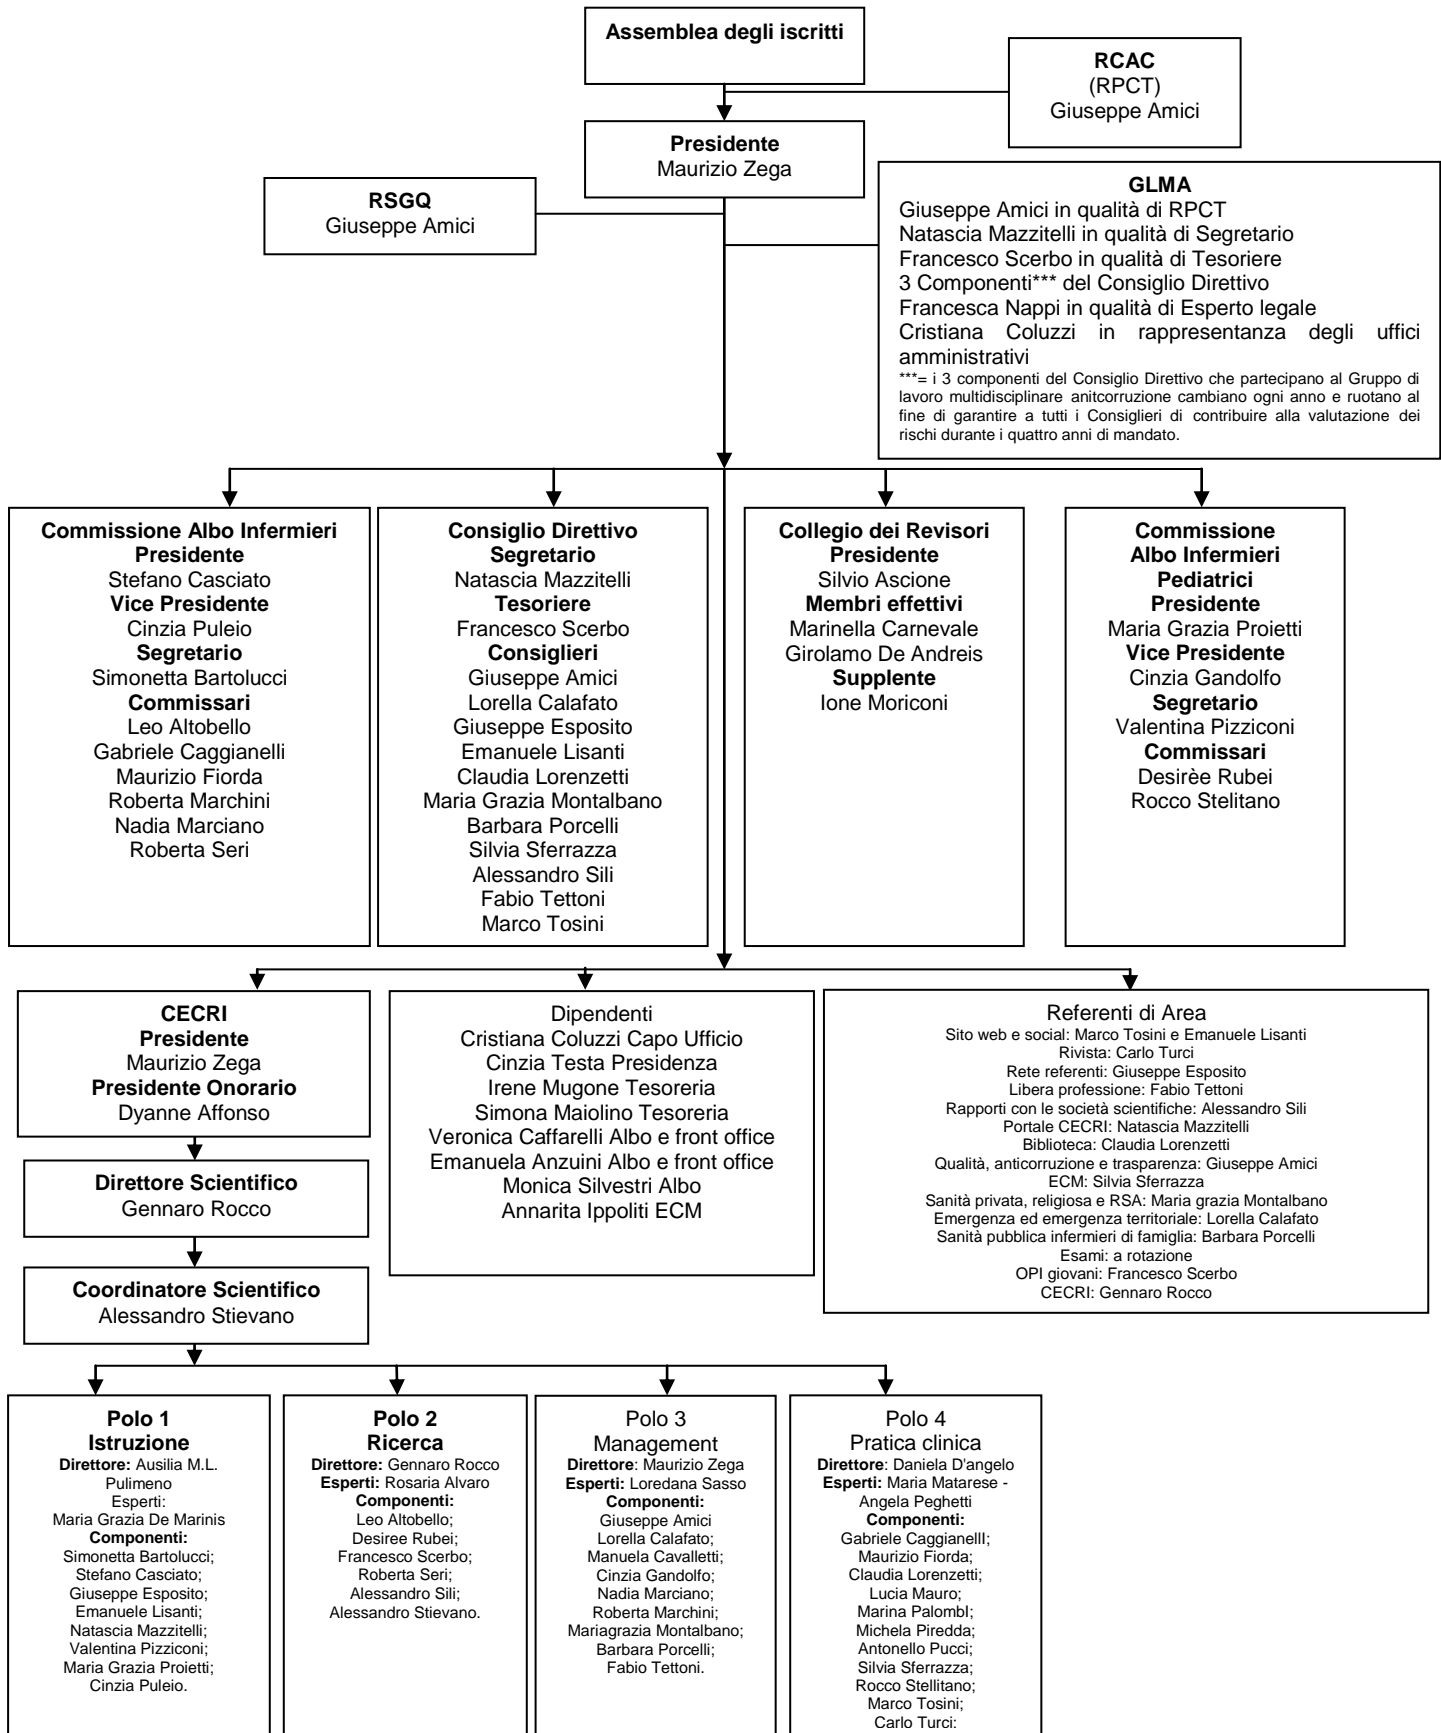 Assemblea degli iscritti
RCAC
(RPCT)
Giuseppe Amici
Presidente
Maurizio Zega
RSGQ
Giuseppe Amici
GLMA
Giuseppe Amici in qualità di RPCT
Natascia Mazzitelli in qualità di Segretario
Francesco Scerbo in qualità di Tesoriere
3 Componenti*** del Consiglio Direttivo
Francesca Nappi in qualità di Esperto legale
Cristiana Coluzzi in rappresentanza degli uffici
amministrativi
***= i 3 componenti del Consiglio Direttivo che partecipano al Gruppo di
lavoro multidisciplinare anitcorruzione cambiano ogni anno e ruotano al
fine di garantire a tutti i Consiglieri di contribuire alla valutazione dei
rischi durante i quattro anni di mandato.
Commissione Albo Infermieri
Presidente
Stefano Casciato
Vice Presidente
Cinzia Puleio
Segretario
Simonetta Bartolucci
Commissari
Leo Altobello
Gabriele Caggianelli
Maurizio Fiorda
Roberta Marchini
Nadia Marciano
Roberta Seri
Consiglio Direttivo
Segretario
Natascia Mazzitelli
Tesoriere
Francesco Scerbo
Consiglieri
Giuseppe Amici
Lorella Calafato
Giuseppe Esposito
Emanuele Lisanti
Claudia Lorenzetti
Maria Grazia Montalbano
Barbara Porcelli
Silvia Sferrazza
Alessandro Sili
Fabio Tettoni
Marco Tosini
Collegio dei Revisori
Presidente
Silvio Ascione
Membri effettivi
Marinella Carnevale
Girolamo De Andreis
Supplente
Ione Moriconi
Commissione
Albo Infermieri
Pediatrici
Presidente
Maria Grazia Proietti
Vice Presidente
Cinzia Gandolfo
Segretario
Valentina Pizziconi
Commissari
Desirèe Rubei
Rocco Stelitano
CECRI
Presidente
Maurizio Zega
Presidente Onorario
Dyanne Affonso
Direttore Scientifico
Gennaro Rocco
Coordinatore Scientifico
Alessandro Stievano
Dipendenti
Cristiana Coluzzi Capo Ufficio
Cinzia Testa Presidenza
Irene Mugone Tesoreria
Simona Maiolino Tesoreria
Veronica Caffarelli Albo e front office
Emanuela Anzuini Albo e front office
Monica Silvestri Albo
Annarita Ippoliti ECM
Referenti di Area
Sito web e social: Marco Tosini e Emanuele Lisanti
Rivista: Carlo Turci
Rete referenti: Giuseppe Esposito
Libera professione: Fabio Tettoni
Rapporti con le società scientifiche: Alessandro Sili
Portale CECRI: Natascia Mazzitelli
Biblioteca: Claudia Lorenzetti
Qualità, anticorruzione e trasparenza: Giuseppe Amici
ECM: Silvia Sferrazza
Sanità privata, religiosa e RSA: Maria grazia Montalbano
Emergenza ed emergenza territoriale: Lorella Calafato
Sanità pubblica infermieri di famiglia: Barbara Porcelli
Esami: a rotazione
OPI giovani: Francesco Scerbo
CECRI: Gennaro Rocco
Polo 1
Istruzione
Direttore: Ausilia M.L.
Pulimeno
Esperti:
Maria Grazia De Marinis
Componenti:
Simonetta Bartolucci;
Stefano Casciato;
Giuseppe Esposito;
Emanuele Lisanti;
Natascia Mazzitelli;
Valentina Pizziconi;
Maria Grazia Proietti;
Cinzia Puleio.
Polo 2
Ricerca
Direttore: Gennaro Rocco
Esperti: Rosaria Alvaro
Componenti:
Leo Altobello;
Desiree Rubei;
Francesco Scerbo;
Roberta Seri;
Alessandro Sili;
Alessandro Stievano.
Polo 3
Management
Direttore: Maurizio Zega
Esperti: Loredana Sasso
Componenti:
Giuseppe Amici
Lorella Calafato;
Manuela Cavalletti;
Cinzia Gandolfo;
Nadia Marciano;
Roberta Marchini;
Mariagrazia Montalbano;
Barbara Porcelli;
Fabio Tettoni.
Polo 4
Pratica clinica
Direttore: Daniela D'angelo
Esperti: Maria Matarese -
Angela Peghetti
Componenti:
Gabriele CaggianellI;
Maurizio Fiorda;
Claudia Lorenzetti;
Lucia Mauro;
Marina PalombI;
Michela Piredda;
Antonello Pucci;
Silvia Sferrazza;
Rocco Stellitano;
Marco Tosini;
Carlo Turci: